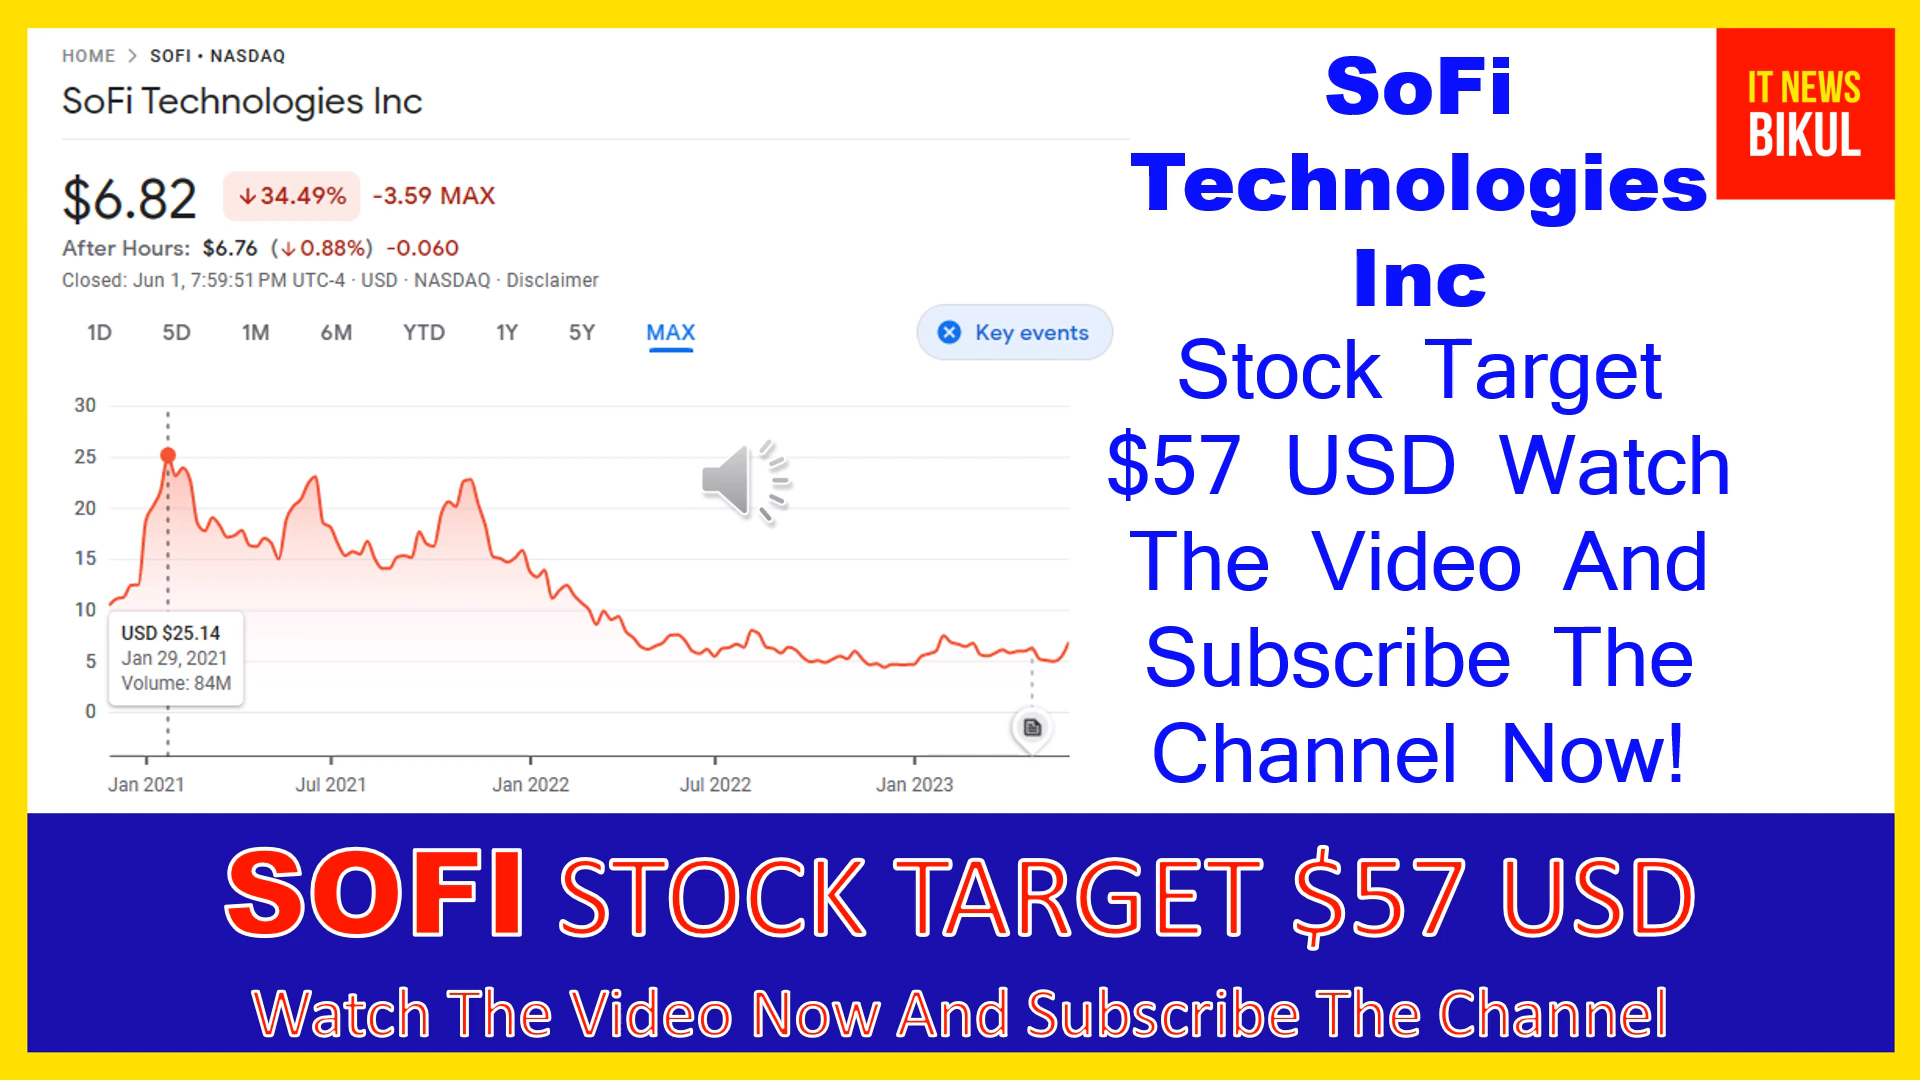 HOME > SOFI • NASDAQ
SoFi Technologies Inc
$6.82 ↓34.49% -3.59 MAX
After Hours: $6.76 (↓0.88%) -0.060
Closed: Jun 1, 7:59:51 PM UTC-4 · USD · NASDAQ · Disclaimer
1D 5D 1M 6M YTD 1Y 5Y MAX
Key events
30
25
20
15
10
5
0
USD $25.14
Jan 29, 2021
Volume: 84M
Jan 2021 Jul 2021 Jan 2022 Jul 2022 Jan 2023
SoFi
Technologies
Inc
Stock Target
$57 USD Watch
The Video And
Subscribe The
Channel Now!
IT NEWS
BIKUL
SOFI STOCK TARGET $57 USD
Watch The Video Now And Subscribe The Channel